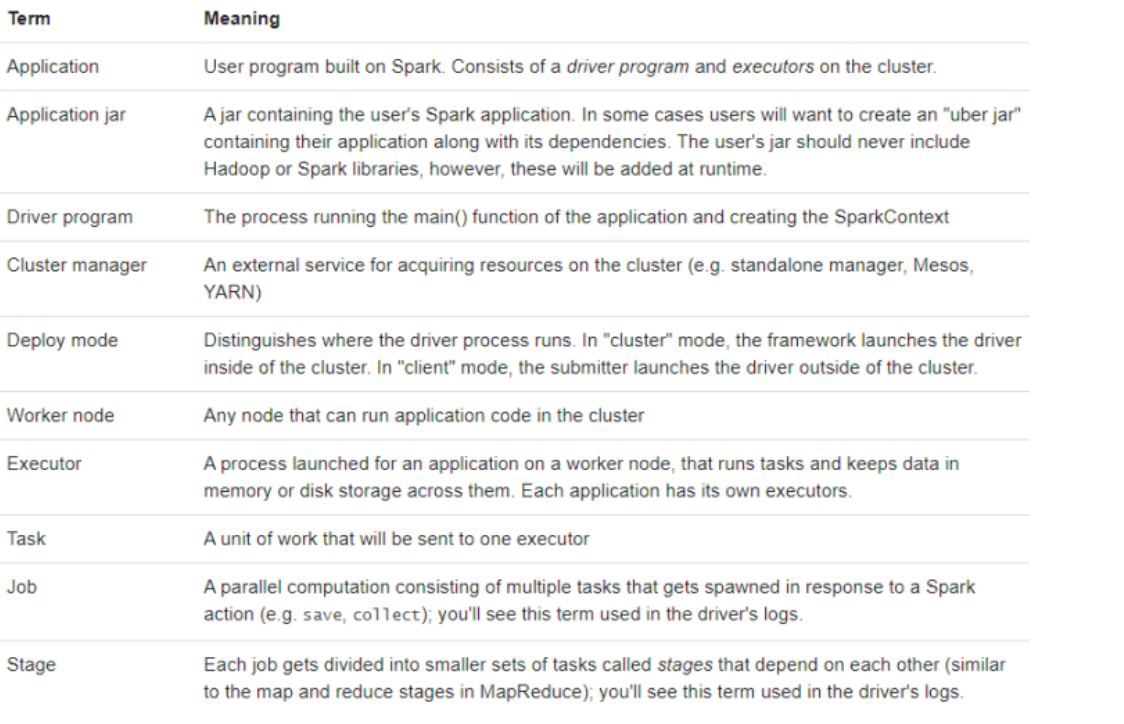 Term Meaning
Application User program built on Spark. Consists of a driver program and executors on the cluster.
Application jar A jar containing the user's Spark application. In some cases users will want to create an "uber jar"
containing their application along with its dependencies. The user's jar should never include
Hadoop or Spark libraries, however, these will be added at runtime.
Driver program The process running the main() function of the application and creating the SparkContext
Cluster manager An external service for acquiring resources on the cluster (e.g. standalone manager, Mesos,
YARN)
Deploy mode Distinguishes where the driver process runs. In "cluster" mode, the framework launches the driver
inside of the cluster. In "client" mode, the submitter launches the driver outside of the cluster.
Worker node Any node that can run application code in the cluster
Executor A process launched for an application on a worker node, that runs tasks and keeps data in
memory or disk storage across them. Each application has its own executors.
Task A unit of work that will be sent to one executor
Job A parallel computation consisting of multiple tasks that gets spawned in response to a Spark
action (e.g. save, collect); you'll see this term used in the driver's logs.
Stage Each job gets divided into smaller sets of tasks called stages that depend on each other (similar
to the map and reduce stages in MapReduce); you'll see this term used in the driver's logs.